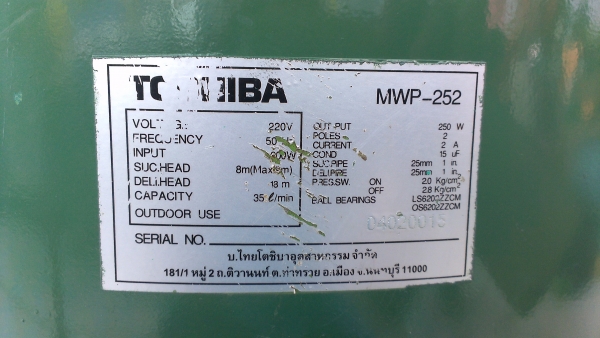 TOSHIBA MWP-252
VOLTAGE 220V
FREQUENCY
INPUT
SUC.HEAD 8m(Max9m)
DELI.HEAD 18 m
CAPACITY 35 ℓ/min
OUTDOOR USE
OUTPUT 250 W
POLES 2
CURRENT 2 A
COND 15 uF
SUC.PIPE 25mm 1 in.
DELI.PIPE 25mm 1 in.
PRES.SW. ON 2.0 Kg/cm²
OFF 2.8 Kg/cm²
BALL BEARINGS LS6202ZZCM
OS6202ZZCM
SERIAL NO.
บ.ไทยโตชิบาอุตสาหกรรม จำกัด
181/1 หมู่ 2 ถ.ติวานนท์ ต.ท่าทราย อ.เมือง จ.นนทบุรี 11000